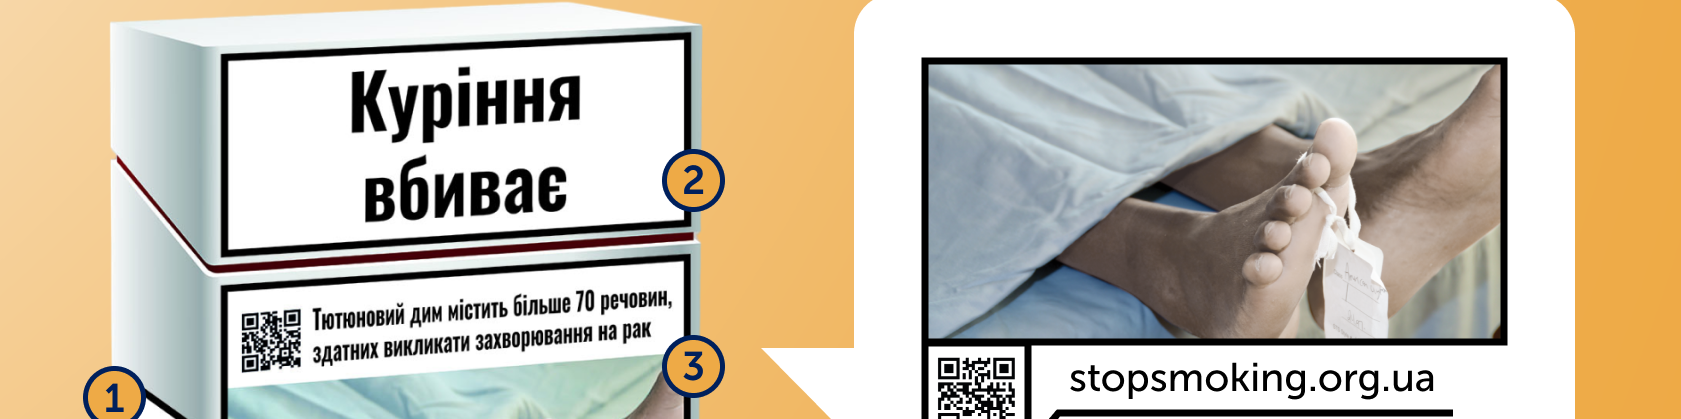 Куріння
вбиває
2
Тютюновий дим містить більше 70 речовин,
здатних викликати захворювання на рак
3
1
stopsmoking.org.ua